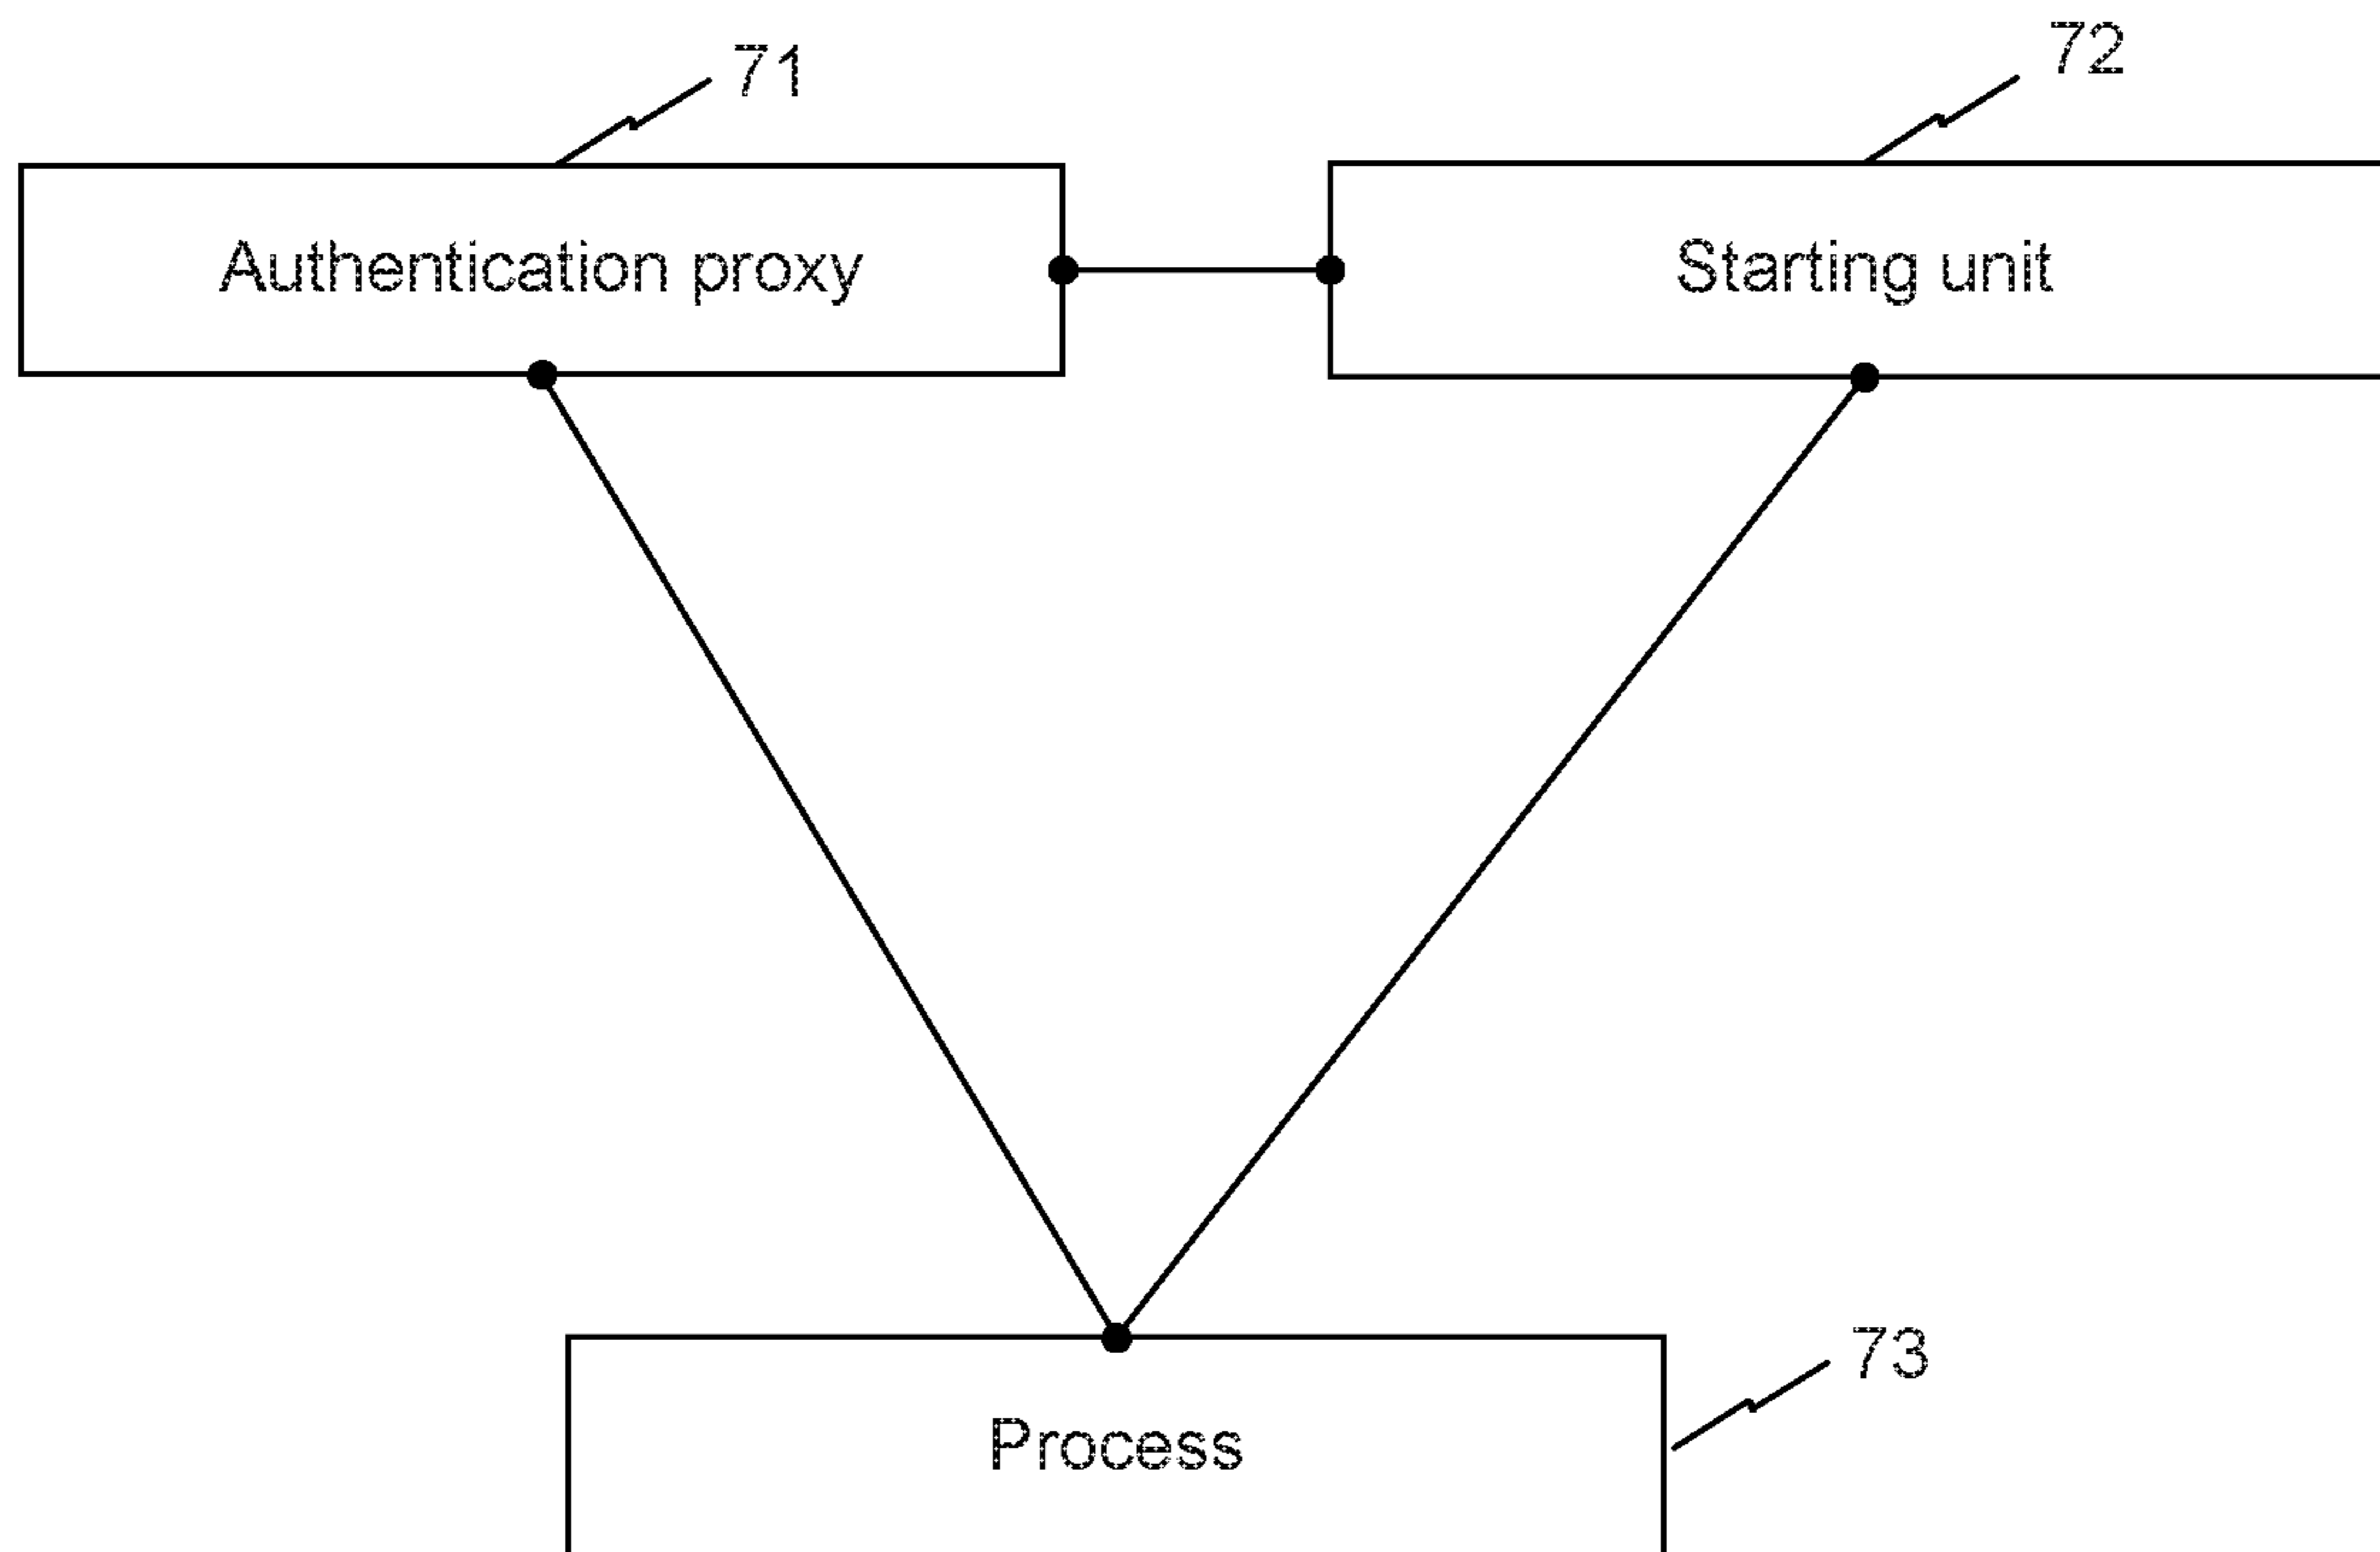 71
72
Authentication proxy
Starting unit
73
Process